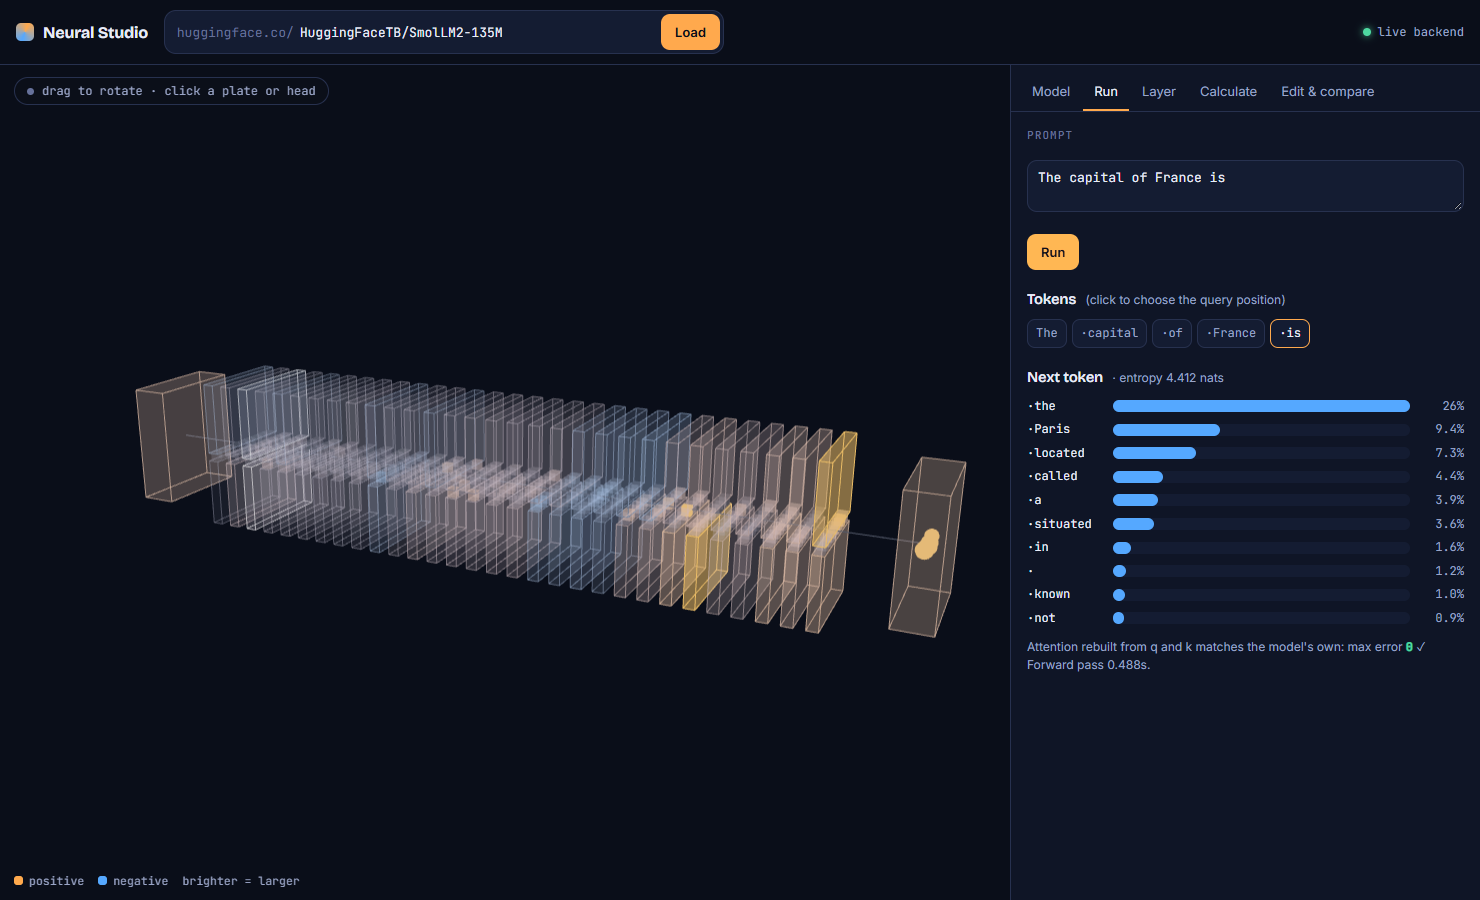 Neural Studio
huggingface.co/ HuggingFaceTB/SmolLM2-135M
Load
live backend
drag to rotate · click a plate or head
Model Run Layer Calculate Edit & compare
PROMPT
The capital of France is
Run
Tokens (click to choose the query position)
The ·capital ·of ·France ·is
Next token · entropy 4.412 nats
·the 26%
·Paris 9.4%
·located 7.3%
·called 4.4%
·a 3.9%
·situated 3.6%
·in 1.6%
· 1.2%
·known 1.0%
·not 0.9%
Attention rebuilt from q and k matches the model's own: max error 0 ✓
Forward pass 0.488s.
positive negative brighter = larger